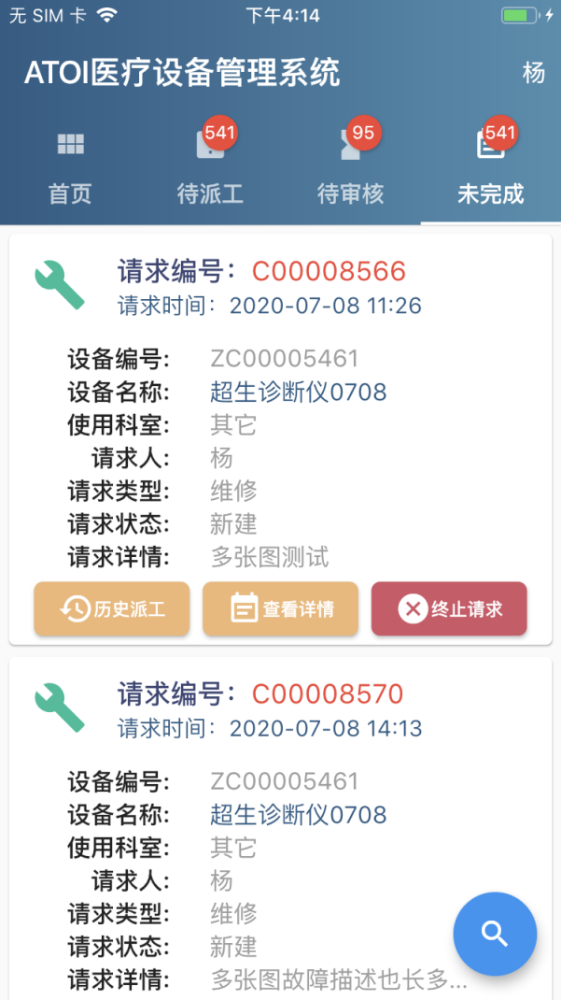 无 SIM 卡 下午4:14
ATOI医疗设备管理系统 杨
541 95 541
首页 待派工 待审核 未完成
请求编号： C00008566
请求时间： 2020-07-08 11:26
设备编号: ZC00005461
设备名称: 超生诊断仪0708
使用科室: 其它
请求人: 杨
请求类型: 维修
请求状态: 新建
请求详情: 多张图测试
历史派工 查看详情 终止请求
请求编号： C00008570
请求时间： 2020-07-08 14:13
设备编号: ZC00005461
设备名称: 超生诊断仪0708
使用科室: 其它
请求人: 杨
请求类型: 维修
请求状态: 新建
请求详情: 多张图故障描述也长多...